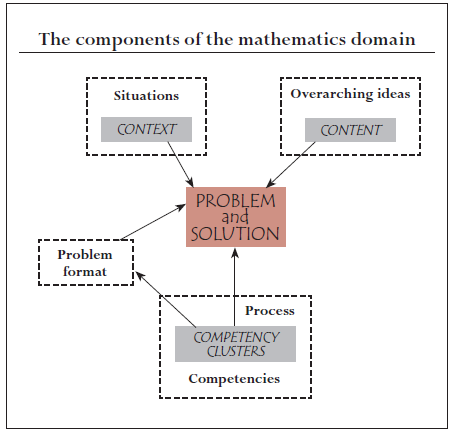 The components of the mathematics domain
Situations
CONTEXT
Overarching ideas
CONTENT
PROBLEM
and
SOLUTION
Problem
format
Process
COMPETENCY
CLUSTERS
Competencies